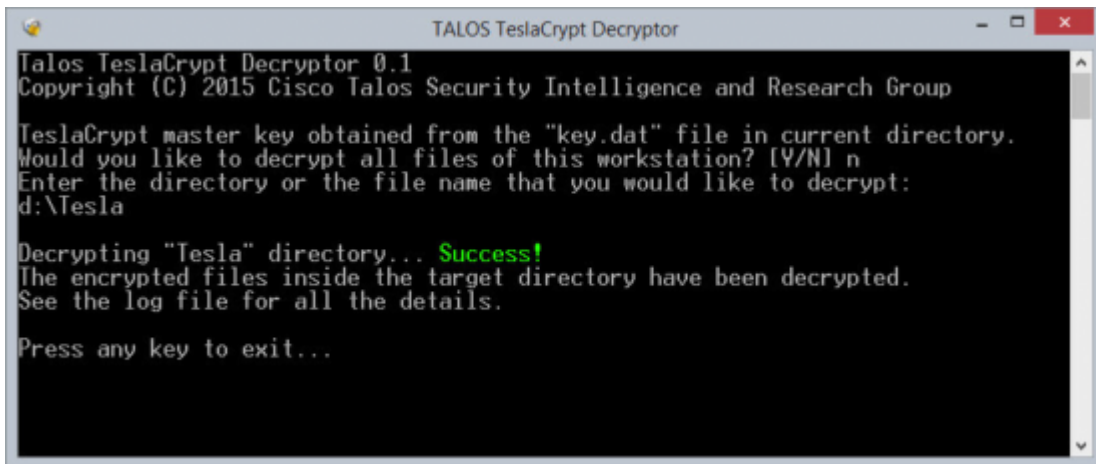 TALOS TeslaCrypt Decryptor
Talos TeslaCrypt Decryptor 0.1
Copyright (C) 2015 Cisco Talos Security Intelligence and Research Group
TeslaCrypt master key obtained from the "key.dat" file in current directory.
Would you like to decrypt all files of this workstation? [Y/N] n
Enter the directory or the file name that you would like to decrypt:
d:\Tesla
Decrypting "Tesla" directory... Success!
The encrypted files inside the target directory have been decrypted.
See the log file for all the details.
Press any key to exit...